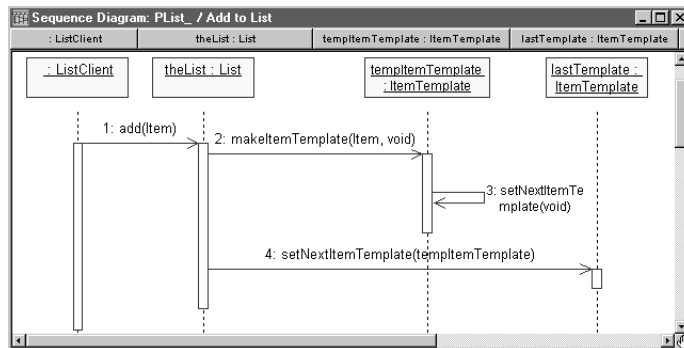 Sequence Diagram: PList_ / Add to List
: ListClient
theList : List
tempItemTemplate : ItemTemplate
lastTemplate : ItemTemplate
: ListClient
theList : List
tempItemTemplate
: ItemTemplate
lastTemplate :
ItemTemplate
1: add(Item)
2: makeItemTemplate(Item, void)
3: setNextItemTe
mplate(void)
4: setNextItemTemplate(tempItemTemplate)